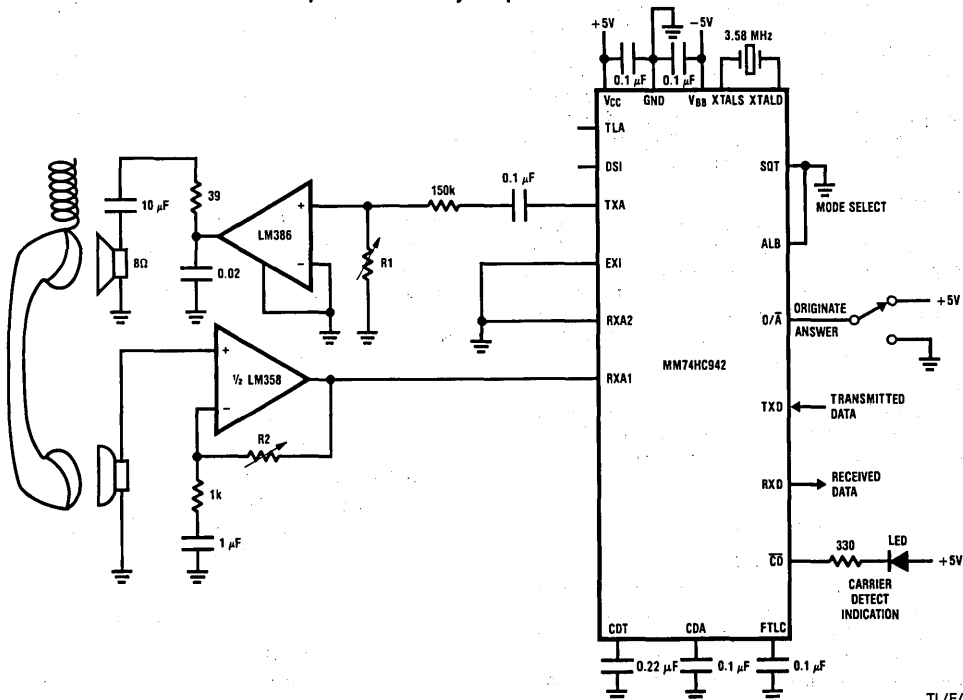 +5V
-5V
3.58 MHz
0.1 μF
0.1 μF
VCC
GND
VBB
XTALS
XTALD
TLA
DSI
SQT
MODE SELECT
39
10 μF
150k
0.1 μF
TXA
LM386
+
-
R1
8Ω
0.02
ALB
EXI
RXA2
O/A̅
ORIGINATE
ANSWER
+5V
MM74HC942
+
½ LM358
-
RXA1
TXD
TRANSMITTED
DATA
R2
1k
RXD
RECEIVED
DATA
1 μF
C̅D̅
330
LED
+5V
CARRIER
DETECT
INDICATION
CDT
CDA
FTLC
0.22 μF
0.1 μF
0.1 μF